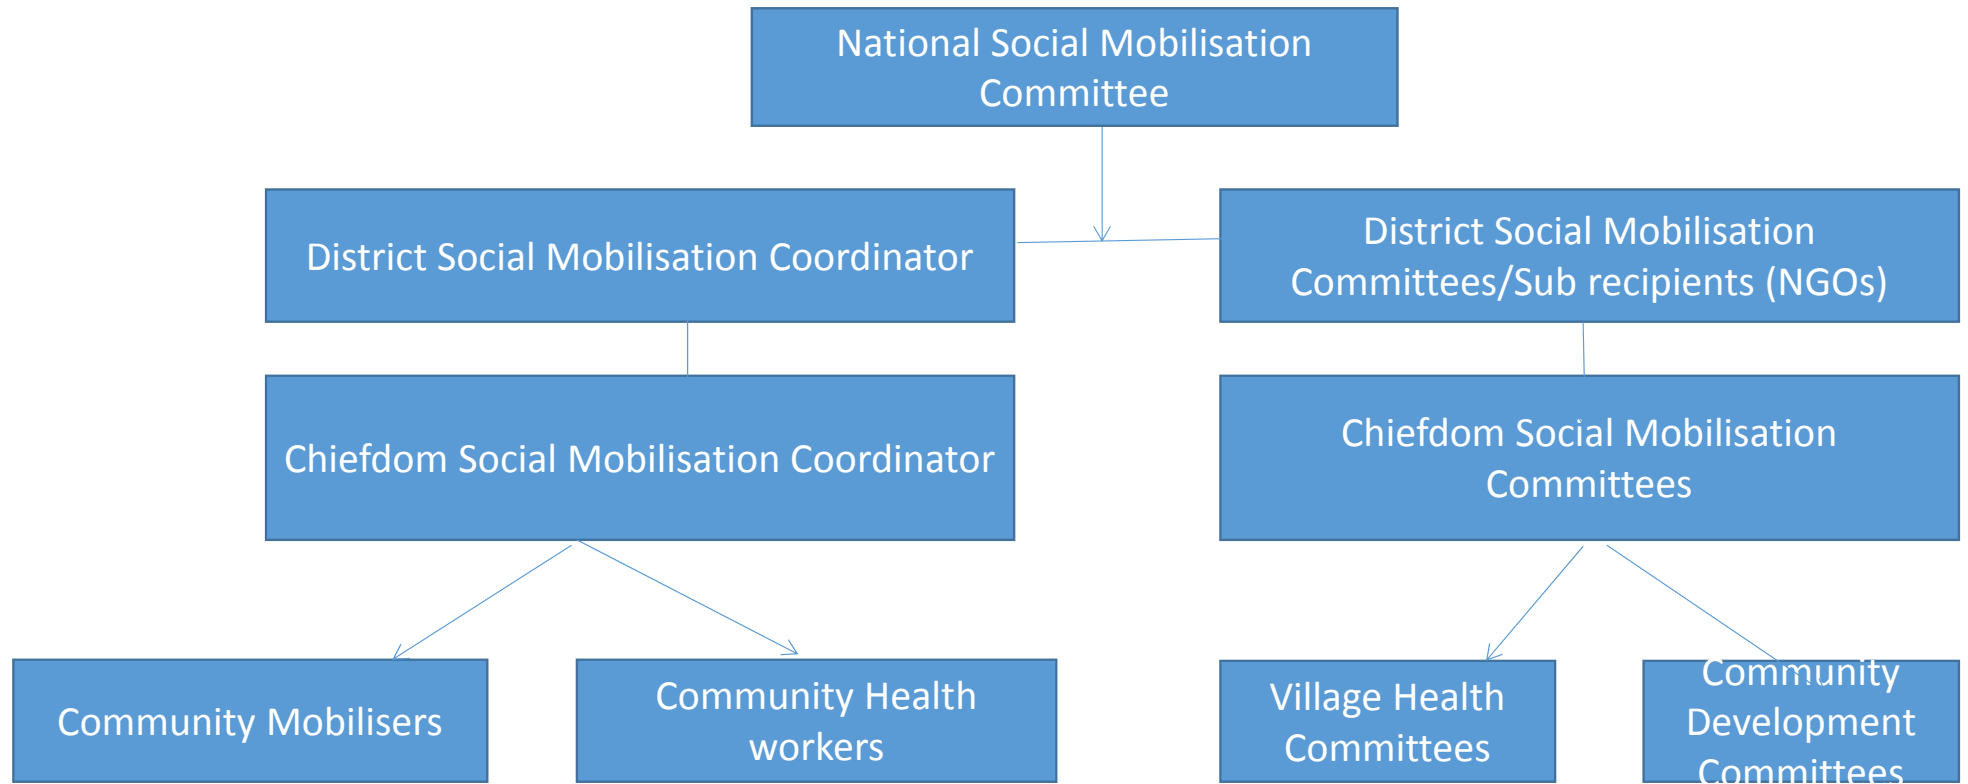 National Social Mobilisation
Committee
District Social Mobilisation Coordinator
District Social Mobilisation
Committees/Sub recipients (NGOs)
Chiefdom Social Mobilisation Coordinator
Chiefdom Social Mobilisation
Committees
Community Mobilisers
Community Health
workers
Village Health
Committees
Community
Development
Committees